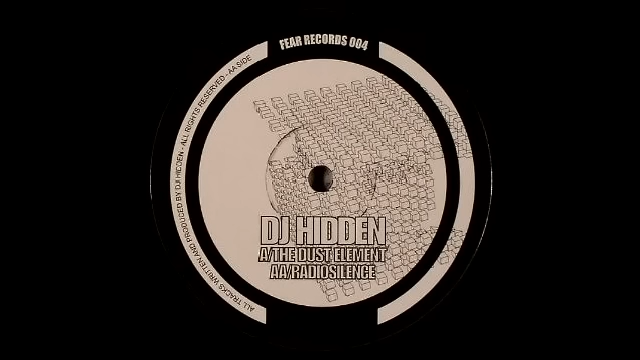 FEAR RECORDS 004
ALL TRACKS WRITTEN AND PRODUCED BY DJ HIDDEN - ALL RIGHTS RESERVED - AA SIDE
DJ HIDDEN
A/THE DUST ELEMENT
AA/RADIOSILENCE